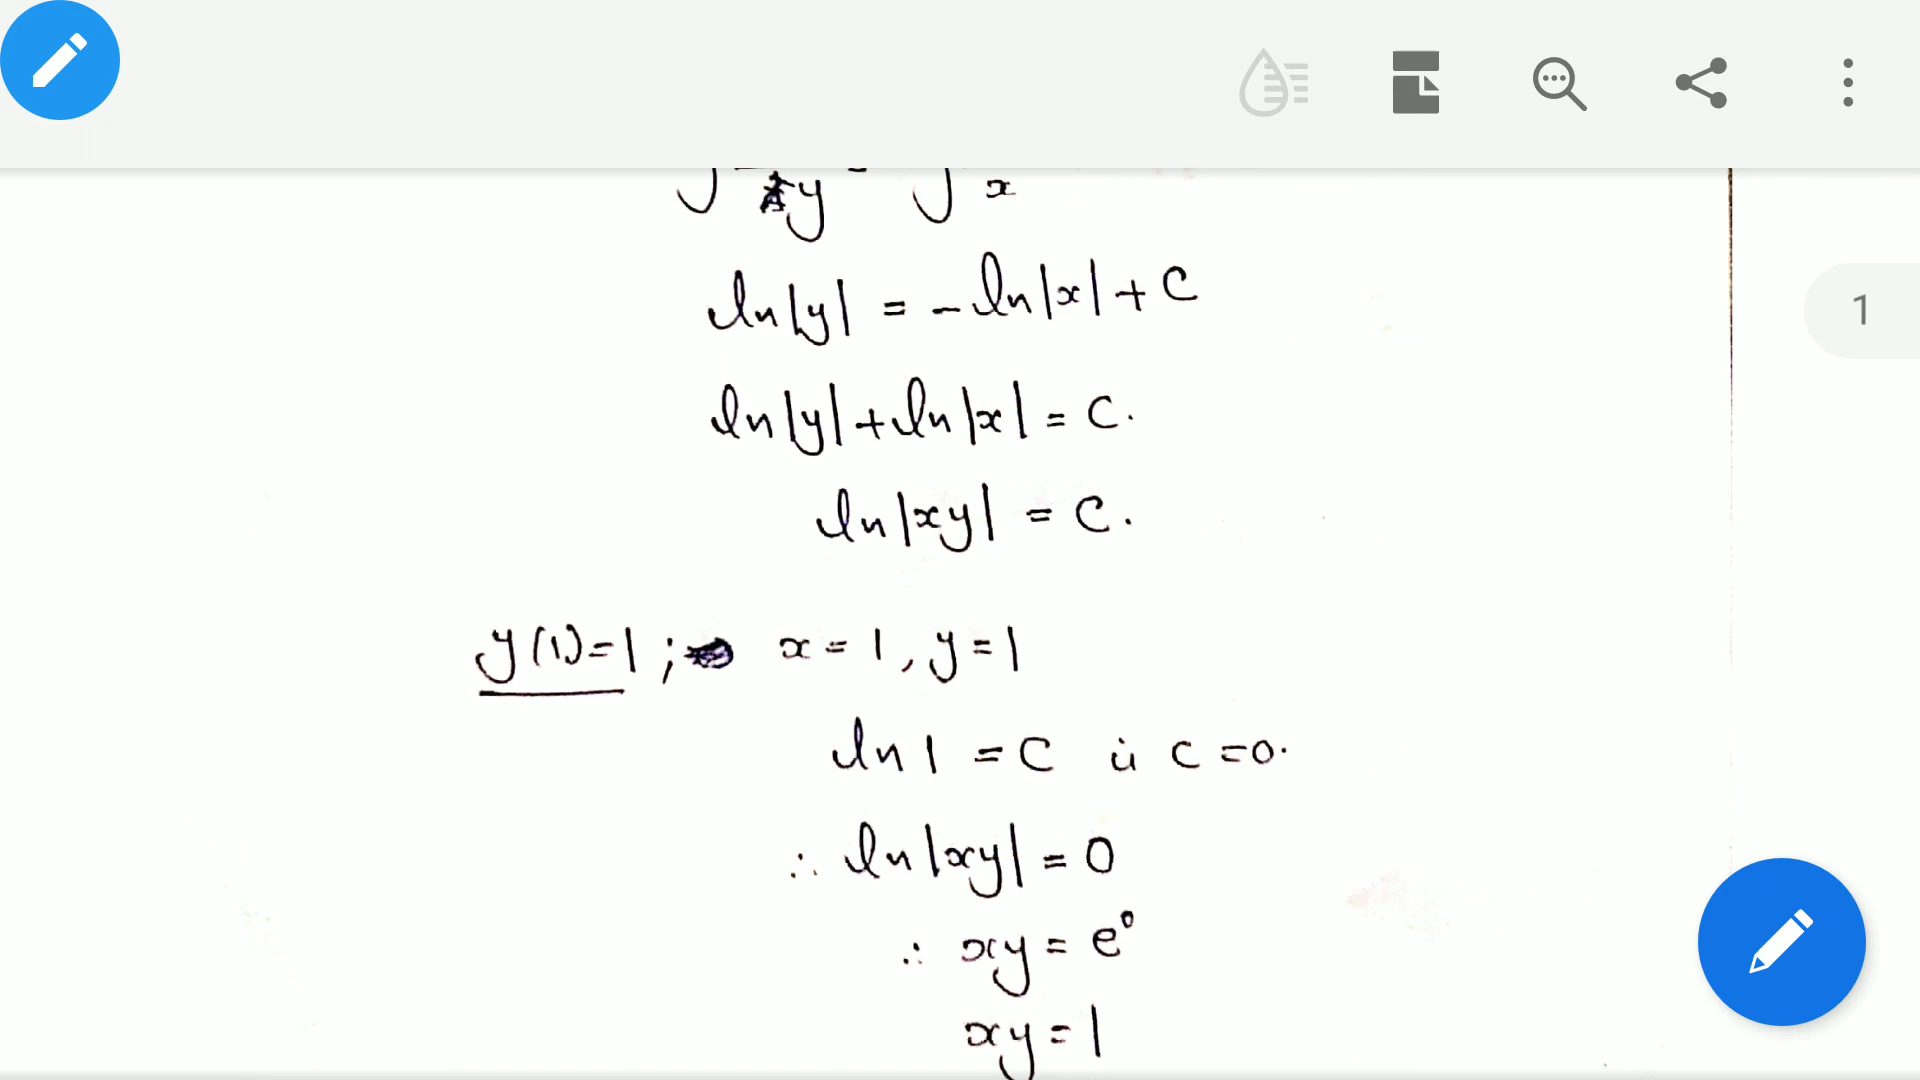 ∫ y = ∫ x
ln|y| = -ln|x| + C
1
ln|y| + ln|x| = C.
ln|xy| = C.
y(1)=1 ; x = 1, y = 1
ln 1 = C ii C = 0.
∴ ln|xy| = 0
∴ xy = e⁰
xy = 1